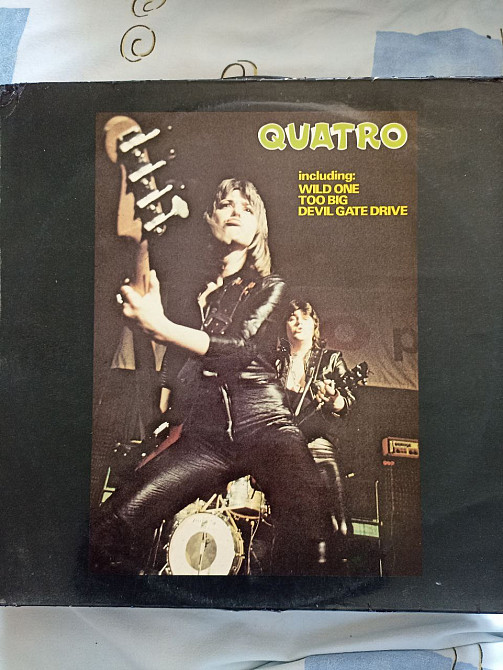 QUATRO
including:
WILD ONE
TOO BIG
DEVIL GATE DRIVE